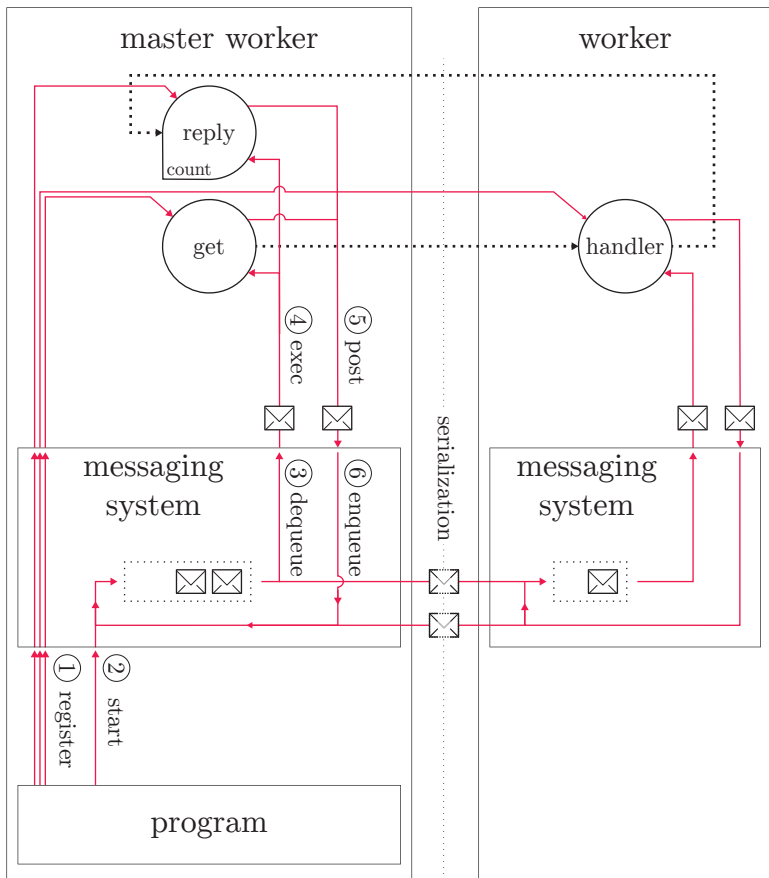 master worker
worker
reply
count
get
handler
④ exec
⑤ post
serialization
messaging
system
③ dequeue
⑥ enqueue
messaging
system
① register
② start
program